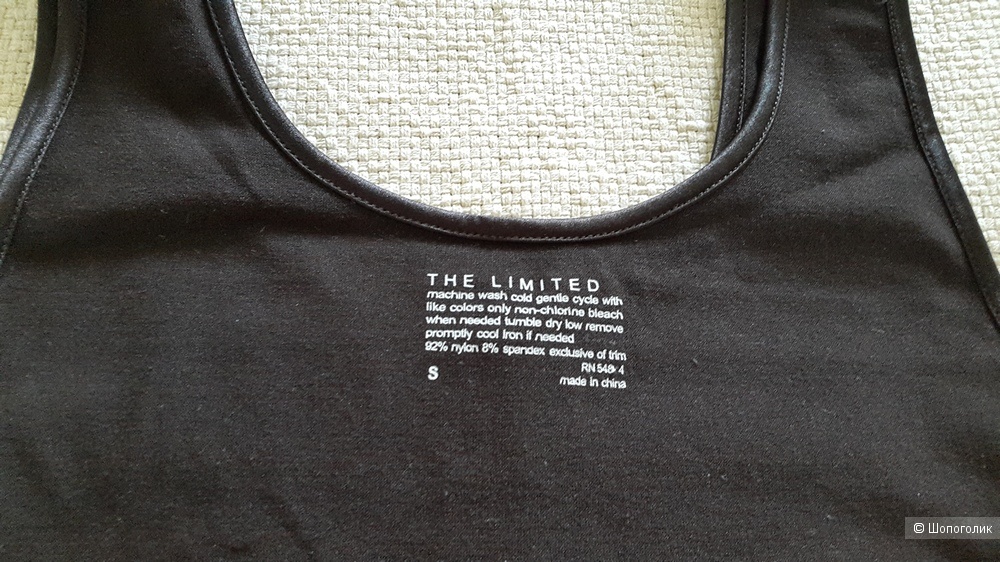 THE LIMITED
machine wash cold gentle cycle with
like colors only non-chlorine bleach
when needed tumble dry low remove
promptly cool iron if needed
92% nylon 8% spandex exclusive of trim
RN
S
made in china
© Шопоголик